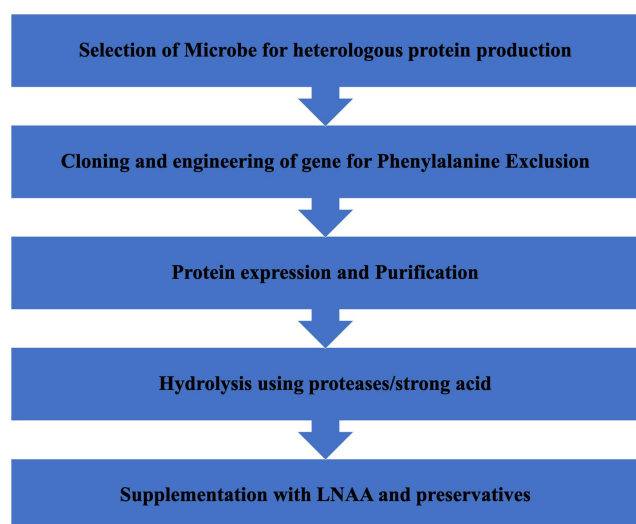 Selection of Microbe for heterologous protein production
Cloning and engineering of gene for Phenylalanine Exclusion
Protein expression and Purification
Hydrolysis using proteases/strong acid
Supplementation with LNAA and preservatives